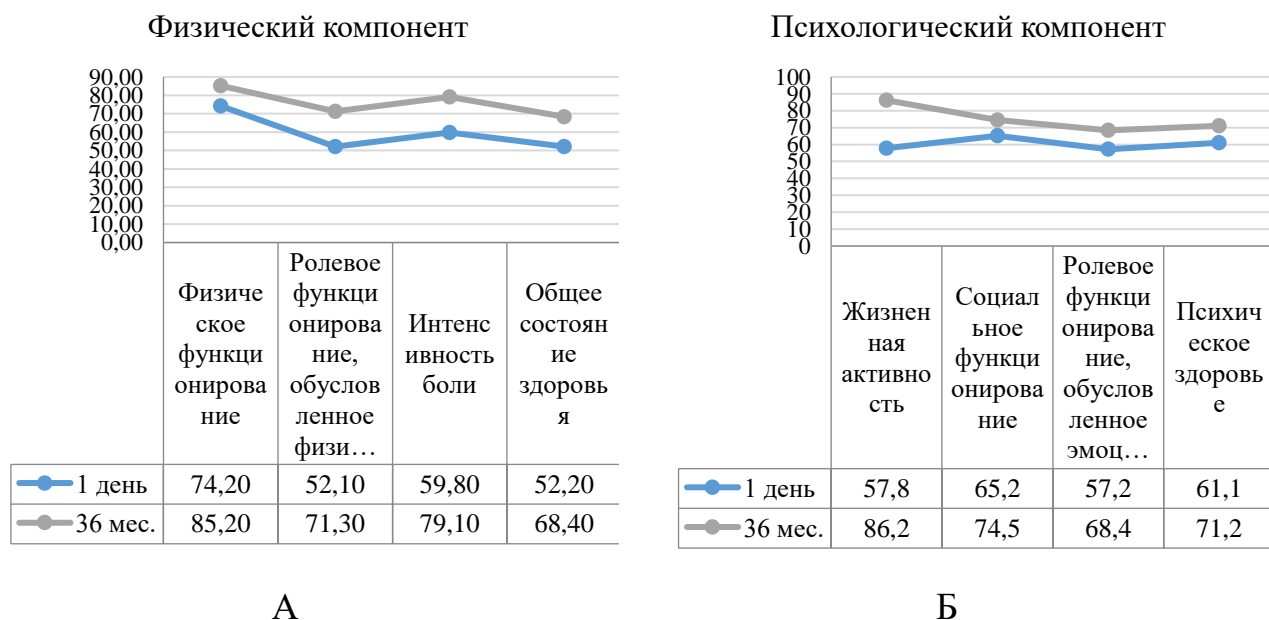 Физический компонент
90,00
80,00
70,00
60,00
50,00
40,00
30,00
20,00
10,00
0,00
Физиче
ское
функци
онирова
ние
Ролевое
функци
онирова
ние,
обуслов
ленное
физи…
Интенс
ивность
боли
Общее
состоян
ие
здоровь
я
1 день 74,20 52,10 59,80 52,20
36 мес. 85,20 71,30 79,10 68,40
А
Психологический компонент
100
90
80
70
60
50
40
30
20
10
0
Жизнен
ная
активно
сть
Социал
ьное
функци
онирова
ние
Ролевое
функци
онирова
ние,
обуслов
ленное
эмоц…
Психич
еское
здоровь
е
1 день 57,8 65,2 57,2 61,1
36 мес. 86,2 74,5 68,4 71,2
Б